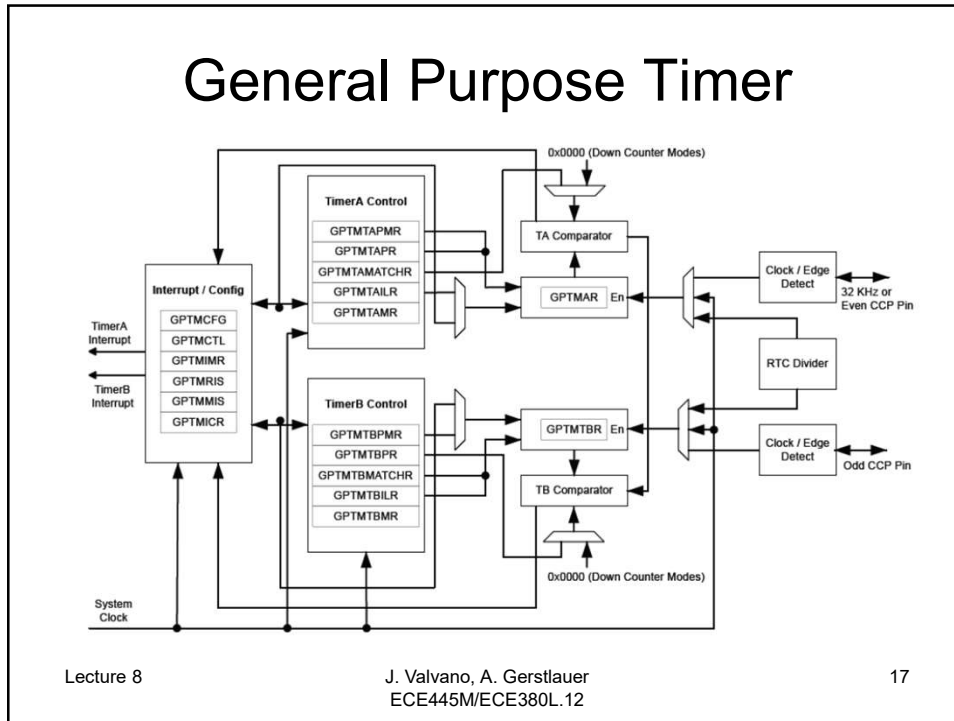 General Purpose Timer
0x0000 (Down Counter Modes)
TimerA Control
GPTMTAPMR
GPTMTAPR
GPTMTAMATCHR
GPTMTAILR
GPTMTAMR
TA Comparator
GPTMAR
En
Clock / Edge
Detect
32 KHz or
Even CCP Pin
Interrupt / Config
GPTMCFG
GPTMCTL
GPTMIMR
GPTMRIS
GPTMMIS
GPTMICR
TimerA
Interrupt
TimerB
Interrupt
RTC Divider
TimerB Control
GPTMTBPMR
GPTMTBPR
GPTMTBMATCHR
GPTMTBILR
GPTMTBMR
GPTMTBR
En
TB Comparator
Clock / Edge
Detect
Odd CCP Pin
0x0000 (Down Counter Modes)
System
Clock
Lecture 8
J. Valvano, A. Gerstlauer
ECE445M/ECE380L.12
17